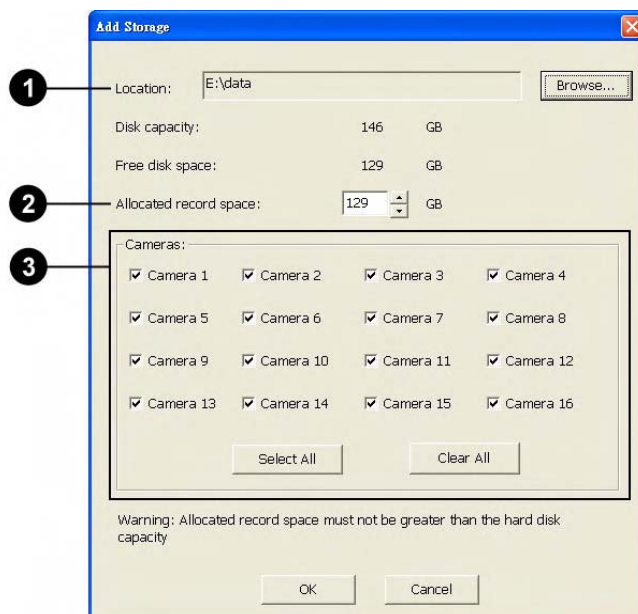 Add Storage
1
Location: E:\data Browse...
Disk capacity: 146 GB
Free disk space: 129 GB
2
Allocated record space: 129 GB
3
Cameras:
Camera 1 Camera 2 Camera 3 Camera 4
Camera 5 Camera 6 Camera 7 Camera 8
Camera 9 Camera 10 Camera 11 Camera 12
Camera 13 Camera 14 Camera 15 Camera 16
Select All Clear All
Warning: Allocated record space must not be greater than the hard disk
capacity
OK Cancel